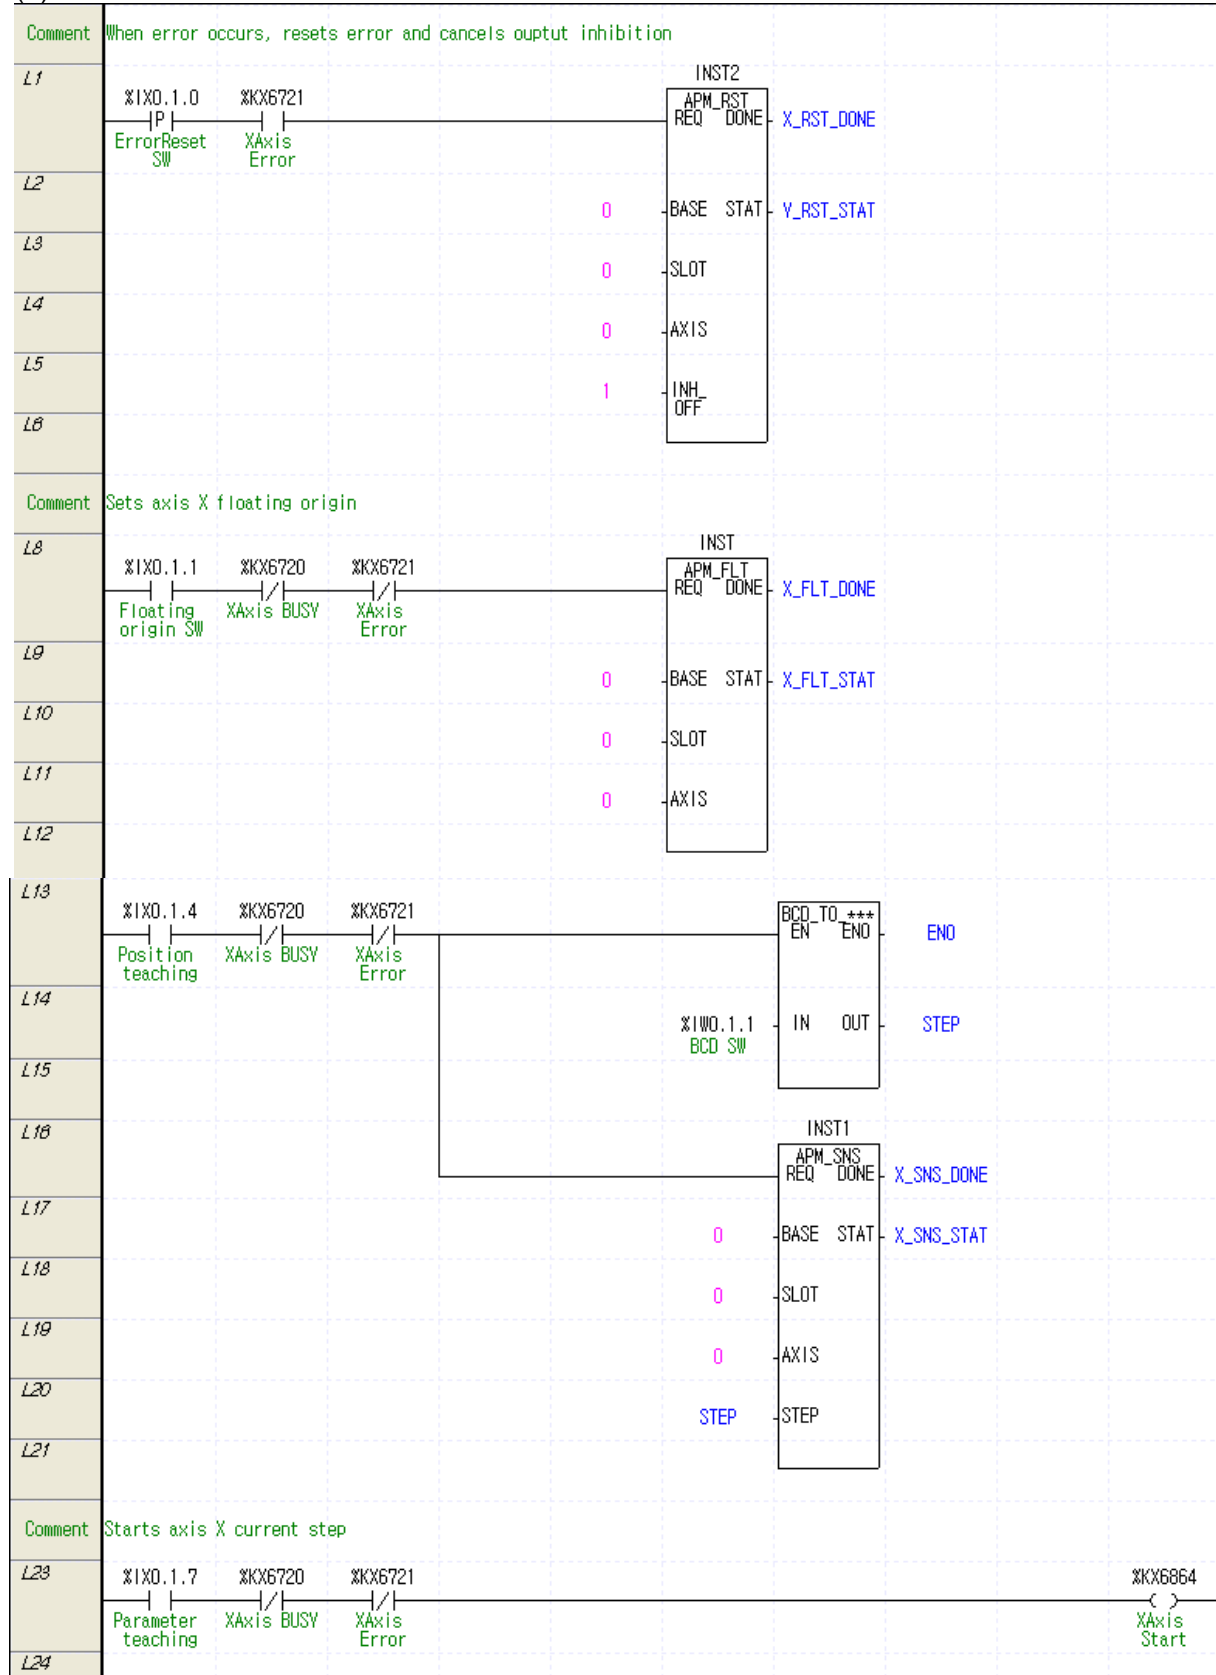 Comment When error occurs, resets error and cancels ouptut inhibition
L1
INST2
%IX0.1.0 %KX6721 APM_RST
P REQ DONE X_RST_DONE
ErrorReset XAxis
SW Error
L2
0 BASE STAT Y_RST_STAT
L3
0 SLOT
L4
0 AXIS
L5
1 INH_
OFF
L6
Comment Sets axis X floating origin
L8
INST
%IX0.1.1 %KX6720 %KX6721 APM_FLT
REQ DONE X_FLT_DONE
Floating XAxis BUSY XAxis
origin SW Error
L9
0 BASE STAT X_FLT_STAT
L10
0 SLOT
L11
0 AXIS
L12
L13
%IX0.1.4 %KX6720 %KX6721 BCD_TO_***
EN ENO ENO
Position XAxis BUSY XAxis
teaching Error
L14
%IW0.1.1 IN OUT STEP
BCD SW
L15
L16
INST1
APM_SNS
REQ DONE X_SNS_DONE
L17
0 BASE STAT X_SNS_STAT
L18
0 SLOT
L19
0 AXIS
L20
STEP STEP
L21
Comment Starts axis X current step
L23
%IX0.1.7 %KX6720 %KX6721 %KX6864
Parameter XAxis BUSY XAxis XAxis
teaching Error Start
L24